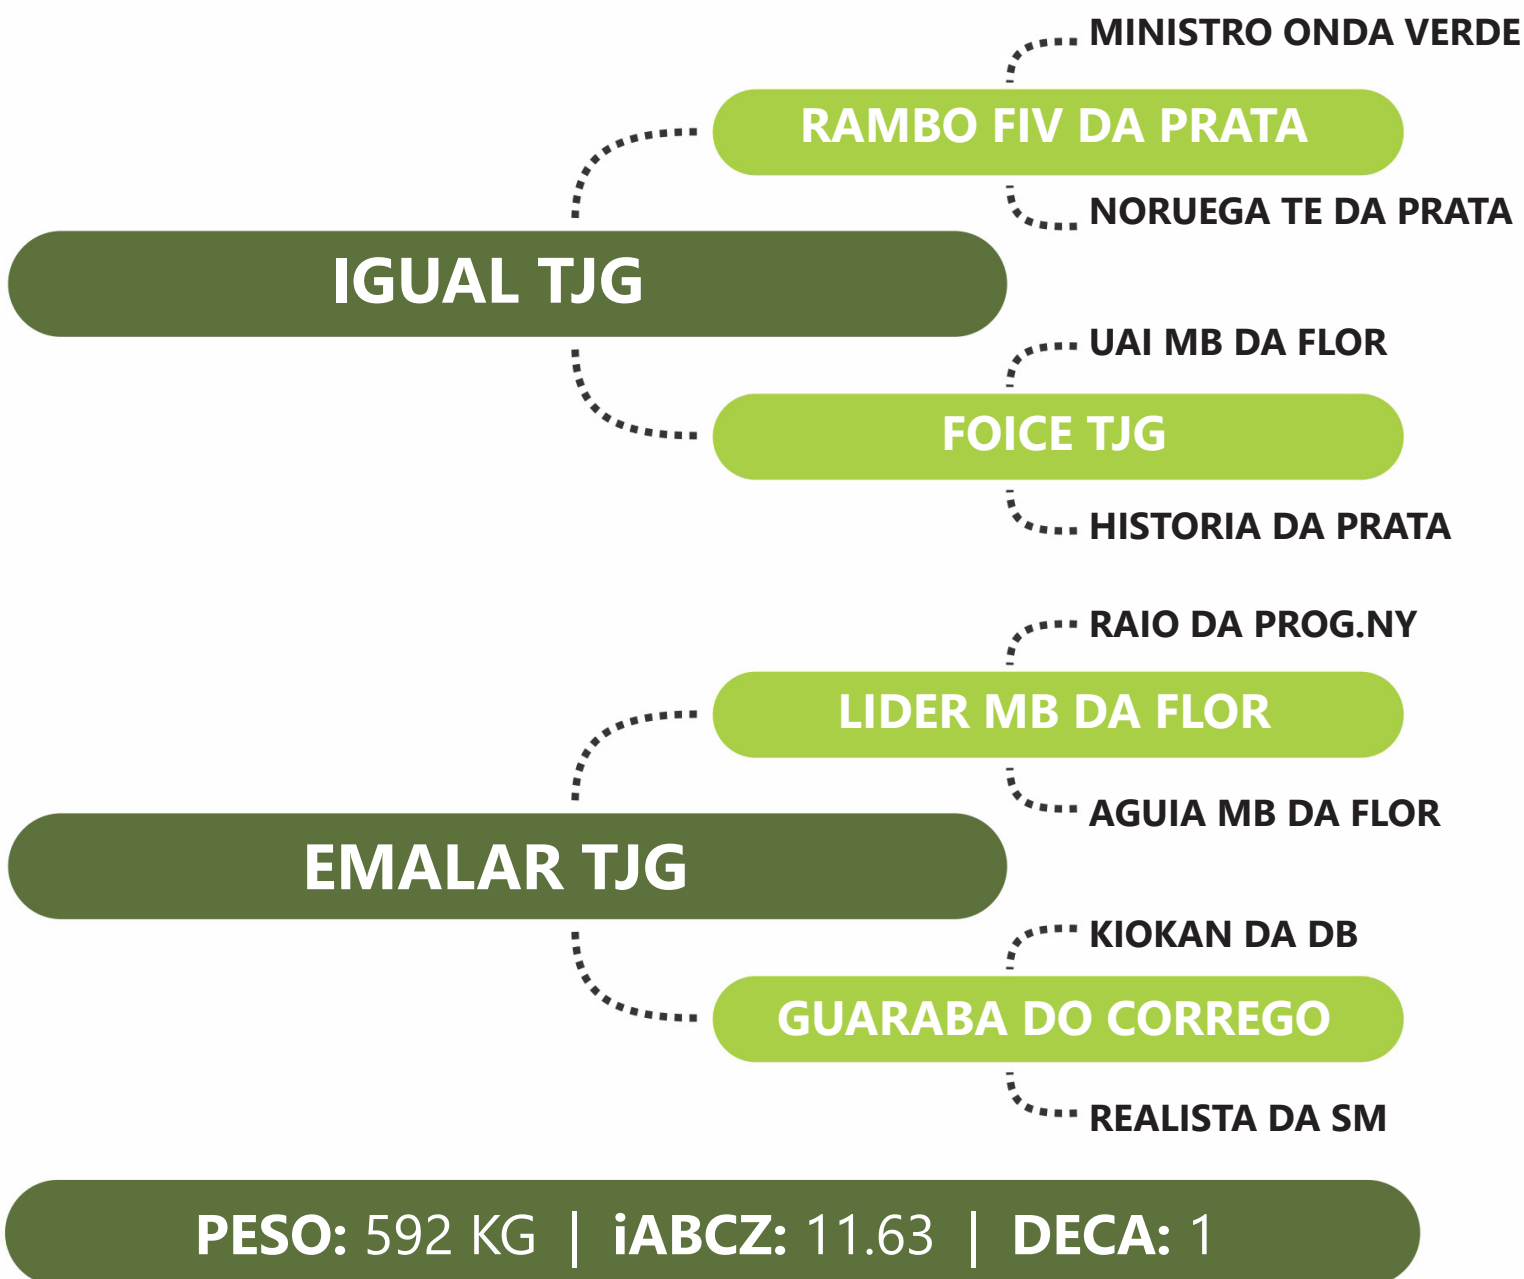 MINISTRO ONDA VERDE
RAMBO FIV DA PRATA
NORUEGA TE DA PRATA
IGUAL TJG
UAI MB DA FLOR
FOICE TJG
HISTORIA DA PRATA
RAIO DA PROG.NY
LIDER MB DA FLOR
AGUIA MB DA FLOR
EMALAR TJG
KIOKAN DA DB
GUARABA DO CORREGO
REALISTA DA SM
PESO: 592 KG | iABCZ: 11.63 | DECA: 1